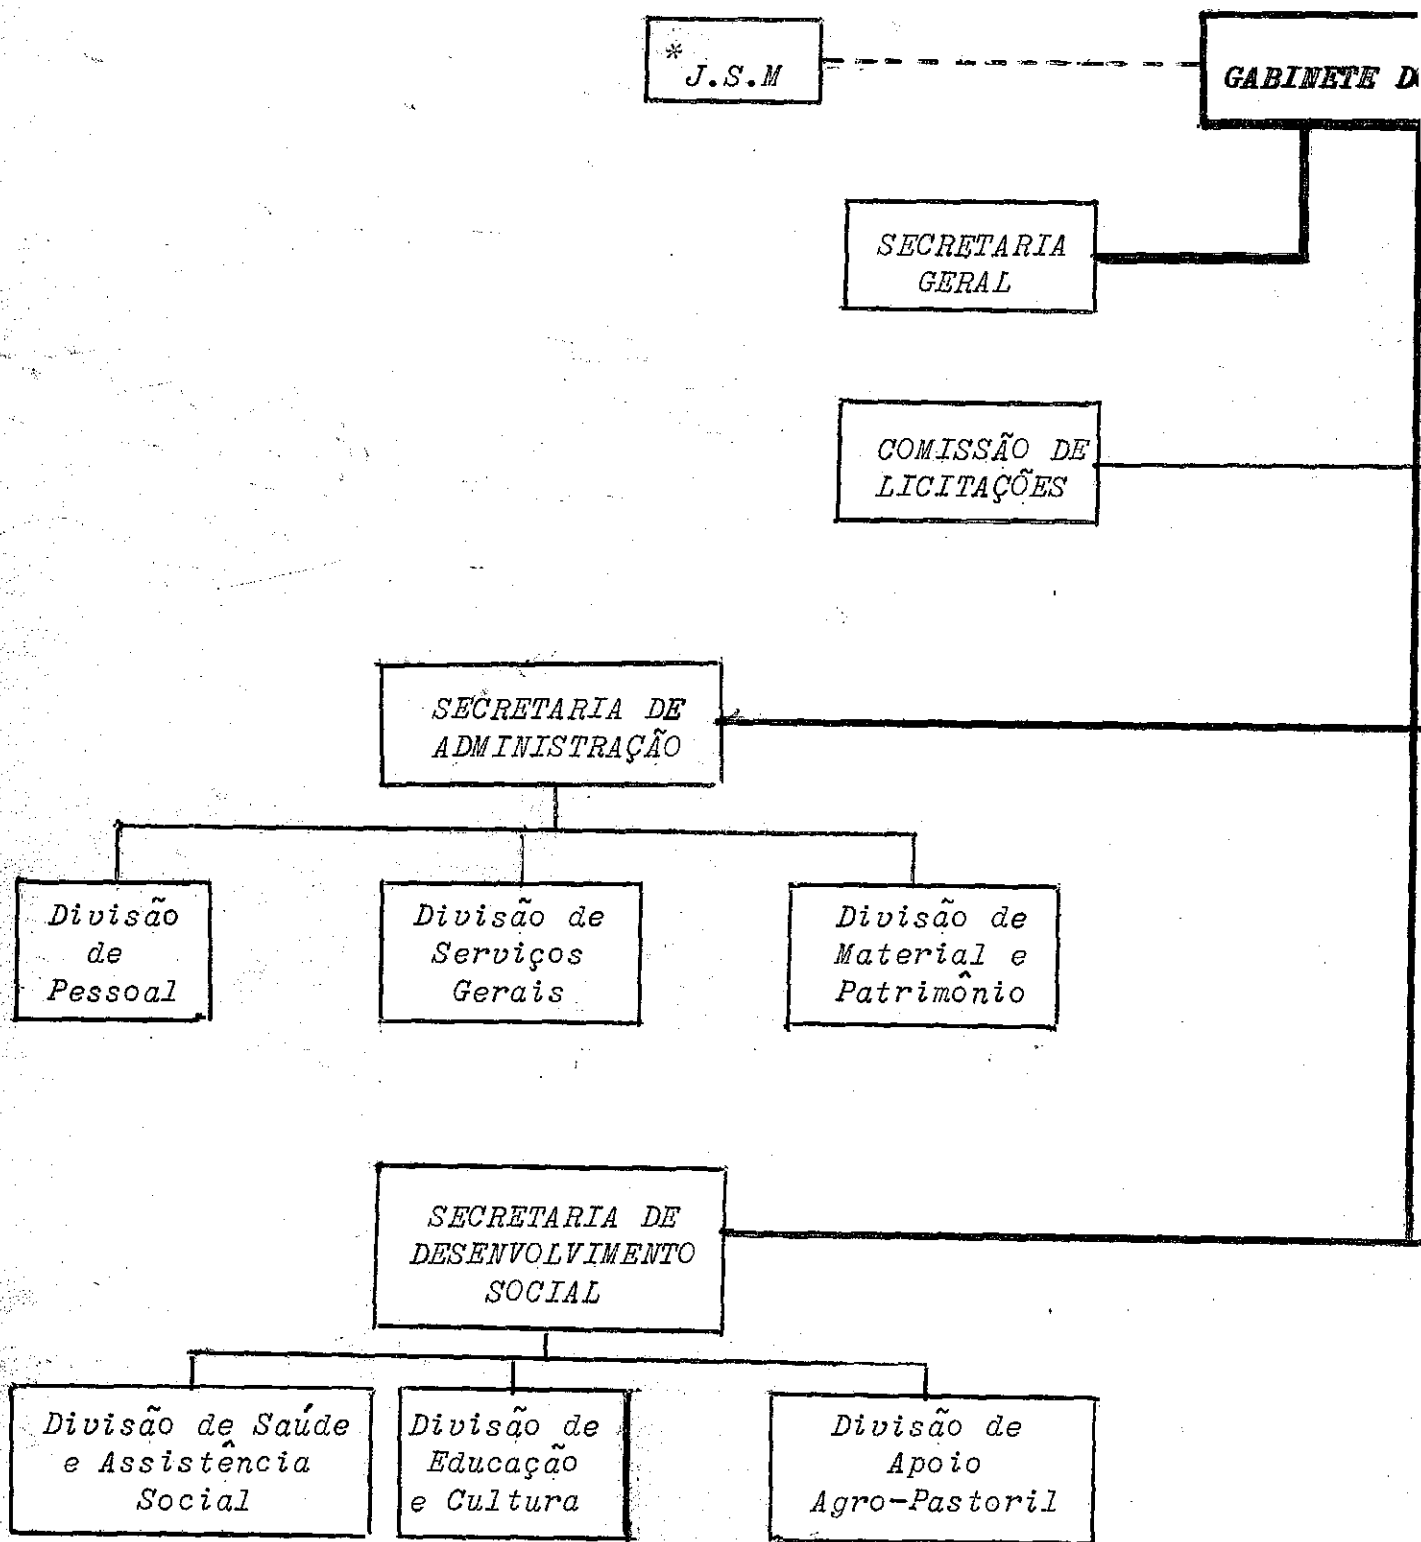 *
J.S.M
GABINETE D
SECRETARIA
GERAL
COMISSÃO DE
LICITAÇÕES
SECRETARIA DE
ADMINISTRAÇÃO
Divisão
de
Pessoal
Divisão de
Serviços
Gerais
Divisão de
Material e
Patrimônio
SECRETARIA DE
DESENVOLVIMENTO
SOCIAL
Divisão de Saúde
e Assistência
Social
Divisão de
Educação
e Cultura
Divisão de
Apoio
Agro-Pastoril